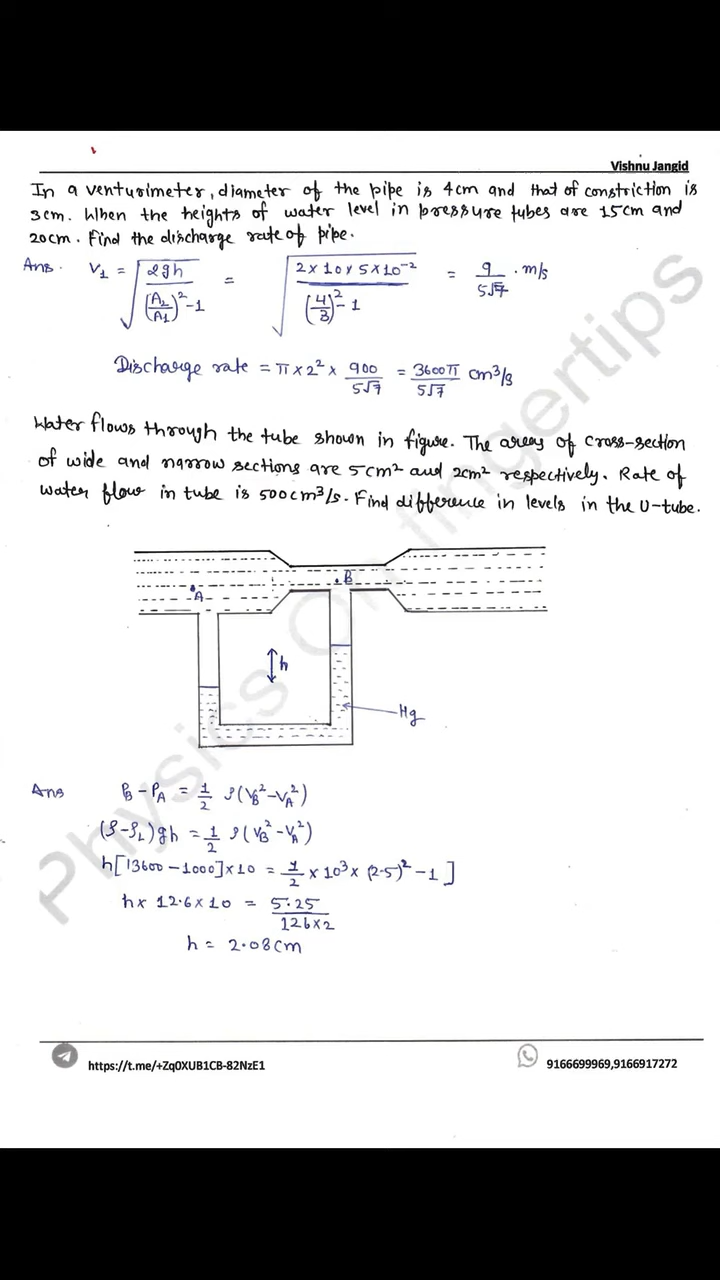 Vishnu Jangid
In a venturimeter, diameter of the pipe is 4cm and that of constriction is
3cm. When the heights of water level in pressure tubes are 15cm and
20cm. Find the discharge rate of pipe.
Ans. V₁ = √(2gh / ((A₁/A₂)² - 1)) = √(2 × 10 × 5 × 10⁻² / ((4/3)² - 1)) = 9/5√7 . m/s
Discharge rate = π × 2² × 900/5√7 = 3600π/5√7 cm³/s
Water flows through the tube shown in figure. The areas of cross-section
of wide and narrow sections are 5cm² and 2cm² respectively. Rate of
water flow in tube is 500cm³/s. Find difference in levels in the U-tube.
A
B
h
Hg
Ans P_B - P_A = 1/2 ρ(V_B² - V_A²)
(ρ - ρ_L)gh = 1/2 ρ(V_B² - V_A²)
h[13600 - 1000] × 10 = 1/2 × 10³ × (2.5)² - 1]
h × 12.6 × 10 = 5.25/126 × 2
h = 2.08cm
Physics On fingertips
https://t.me/+Zq0XUB1CB-82NzE1
9166699969,9166917272